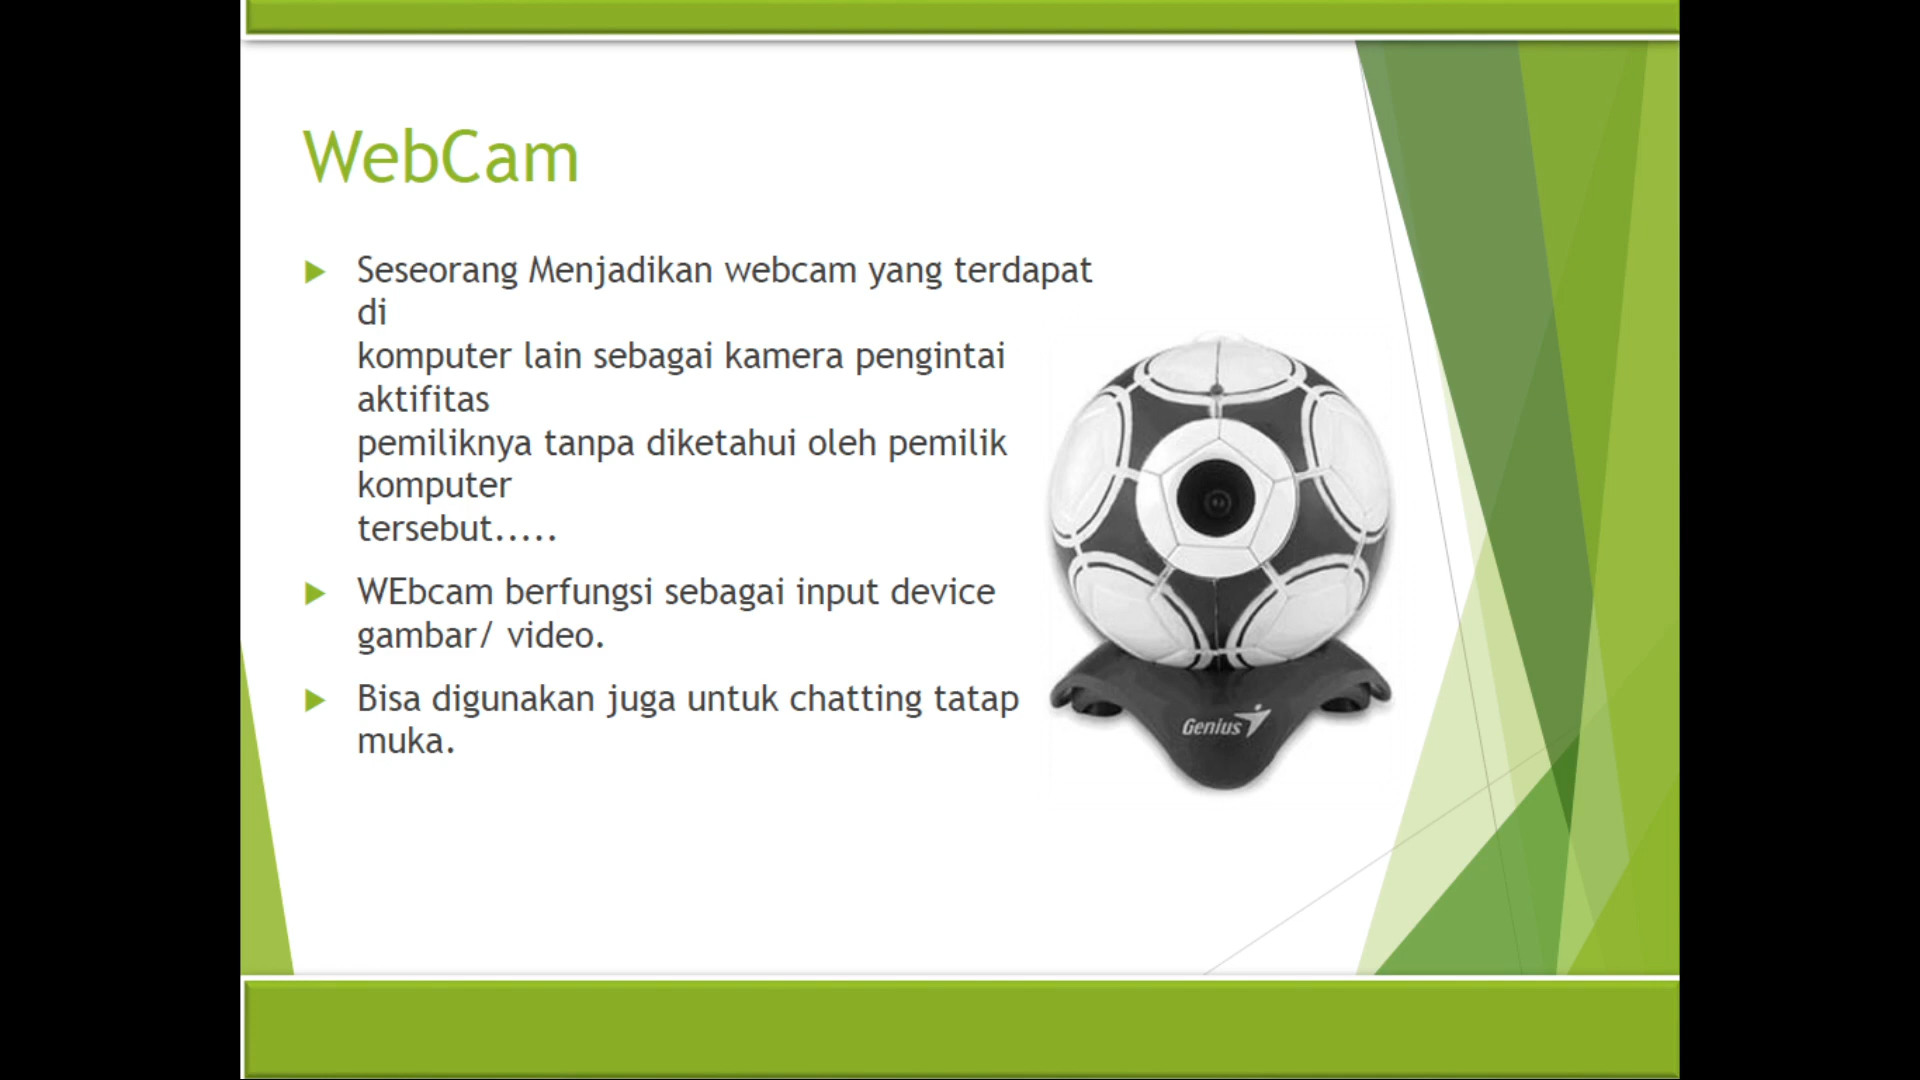 WebCam
Seseorang Menjadikan webcam yang terdapat
di
komputer lain sebagai kamera pengintai
aktifitas
pemiliknya tanpa diketahui oleh pemilik
komputer
tersebut.....
WEbcam berfungsi sebagai input device
gambar/ video.
Bisa digunakan juga untuk chatting tatap
muka.
Genius